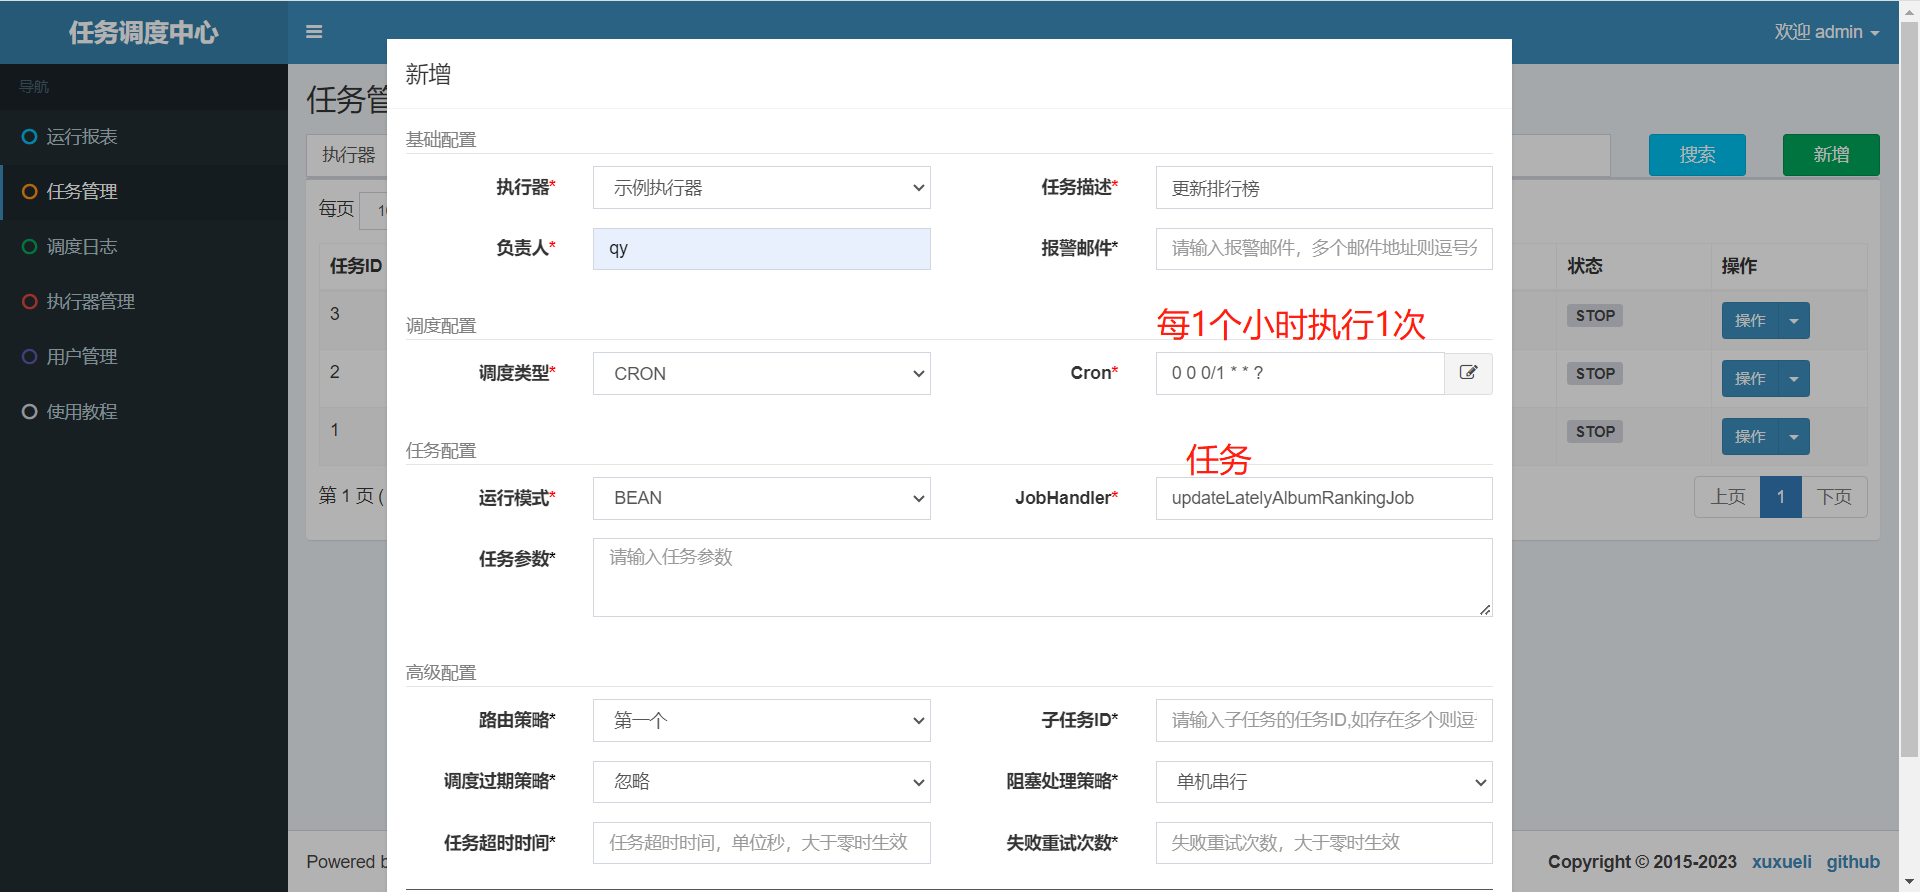 任务调度中心
欢迎 admin
导航
运行报表
任务管理
调度日志
执行器管理
用户管理
使用教程
任务管
执行器
搜索
新增
每页
任务ID
状态
操作
3
STOP
操作
2
STOP
操作
1
STOP
操作
第 1 页 (
上页
1
下页
新增
基础配置
执行器*
示例执行器
任务描述*
更新排行榜
负责人*
qy
报警邮件*
请输入报警邮件，多个邮件地址则逗号分
调度配置
每1个小时执行1次
调度类型*
CRON
Cron*
0 0 0/1 * * ?
任务配置
任务
运行模式*
BEAN
JobHandler*
updateLatelyAlbumRankingJob
任务参数*
请输入任务参数
高级配置
路由策略*
第一个
子任务ID*
请输入子任务的任务ID,如存在多个则逗
调度过期策略*
忽略
阻塞处理策略*
单机串行
任务超时时间*
任务超时时间，单位秒，大于零时生效
失败重试次数*
失败重试次数，大于零时生效
Powered
Copyright © 2015-2023 xuxueli github